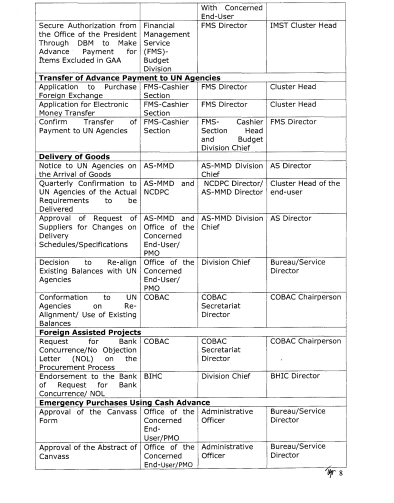 With Concerned
End-User
Secure Authorization from
the Office of the President
Through DBM to Make
Advance Payment for
Items Excluded in GAA
Financial
Management
Service
(FMS)-
Budget
Division
FMS Director
IMST Cluster Head
Transfer of Advance Payment to UN Agencies
Application to Purchase
Foreign Exchange
FMS-Cashier
Section
FMS Director
Cluster Head
Application for Electronic
Money Transfer
FMS-Cashier
Section
FMS Director
Cluster Head
Confirm Transfer of
Payment to UN Agencies
FMS-Cashier
Section
FMS- Cashier
Section Head
and Budget
Division Chief
FMS Director
Delivery of Goods
Notice to UN Agencies on
the Arrival of Goods
AS-MMD
AS-MMD Division
Chief
AS Director
Quarterly Confirmation to
UN Agencies of the Actual
Requirements to be
Delivered
AS-MMD and
NCDPC
NCDPC Director/
AS-MMD Director
Cluster Head of the
end-user
Approval of Request of
Suppliers for Changes on
Delivery
Schedules/Specifications
AS-MMD and
Office of the
Concerned
End-User/
PMO
AS-MMD Division
Chief
AS Director
Decision to Re-align
Existing Balances with UN
Agencies
Office of the
Concerned
End-User/
PMO
Division Chief
Bureau/Service
Director
Conformation to UN
Agencies on Re-
Alignment/ Use of Existing
Balances
COBAC
COBAC
Secretariat
Director
COBAC Chairperson
Foreign Assisted Projects
Request for Bank
Concurrence/No Objection
Letter (NOL) on the
Procurement Process
COBAC
COBAC
Secretariat
Director
COBAC Chairperson
Endorsement to the Bank
of Request for Bank
Concurrence/ NOL
BIHC
Division Chief
BHIC Director
Emergency Purchases Using Cash Advance
Approval of the Canvass
Form
Office of the
Concerned
End-
User/PMO
Administrative
Officer
Bureau/Service
Director
Approval of the Abstract of
Canvass
Office of the
Concerned
End-User/PMO
Administrative
Officer
Bureau/Service
Director
8